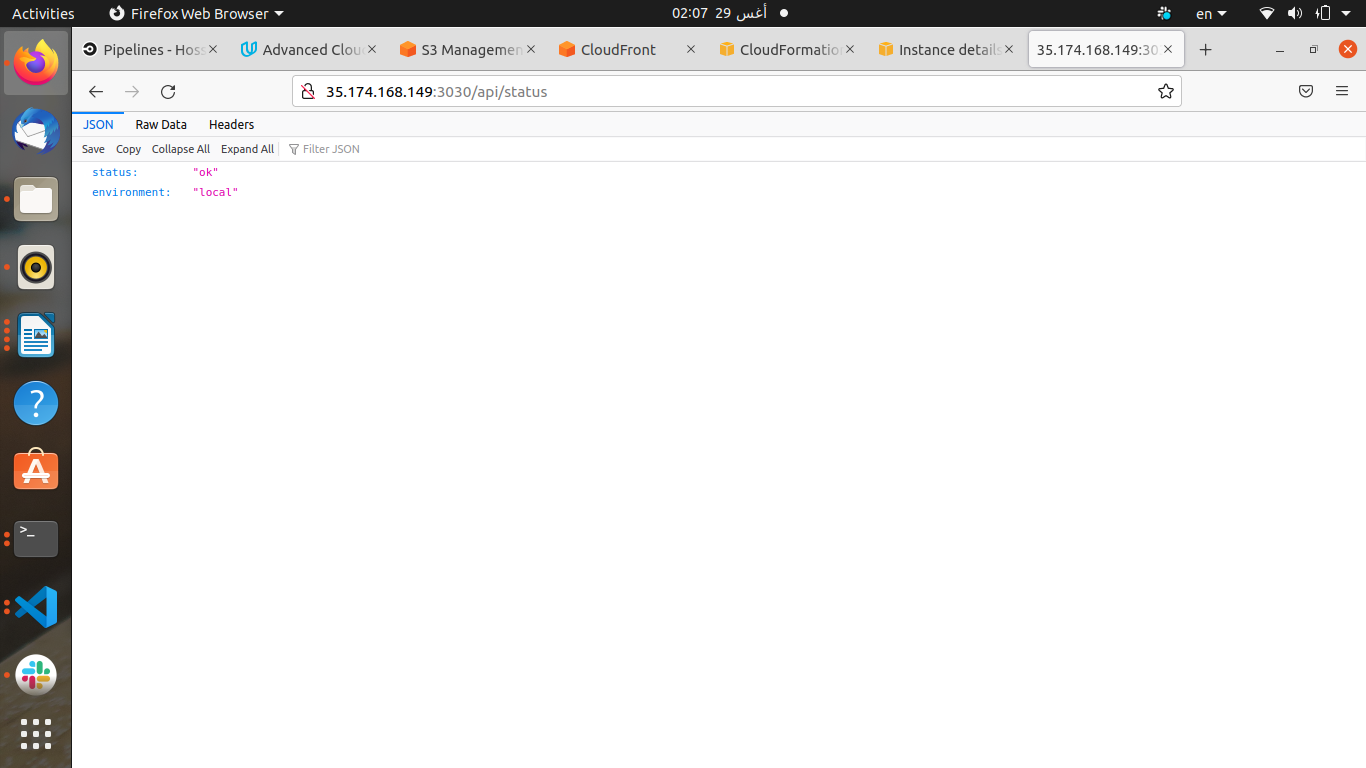 Activities
Firefox Web Browser
02:07 29 أغس
en
Pipelines - Hoss
Advanced Clou
S3 Managemen
CloudFront
CloudFormation
Instance details
35.174.168.149:30
35.174.168.149:3030/api/status
JSON
Raw Data
Headers
Save
Copy
Collapse All
Expand All
Filter JSON
status: "ok"
environment: "local"